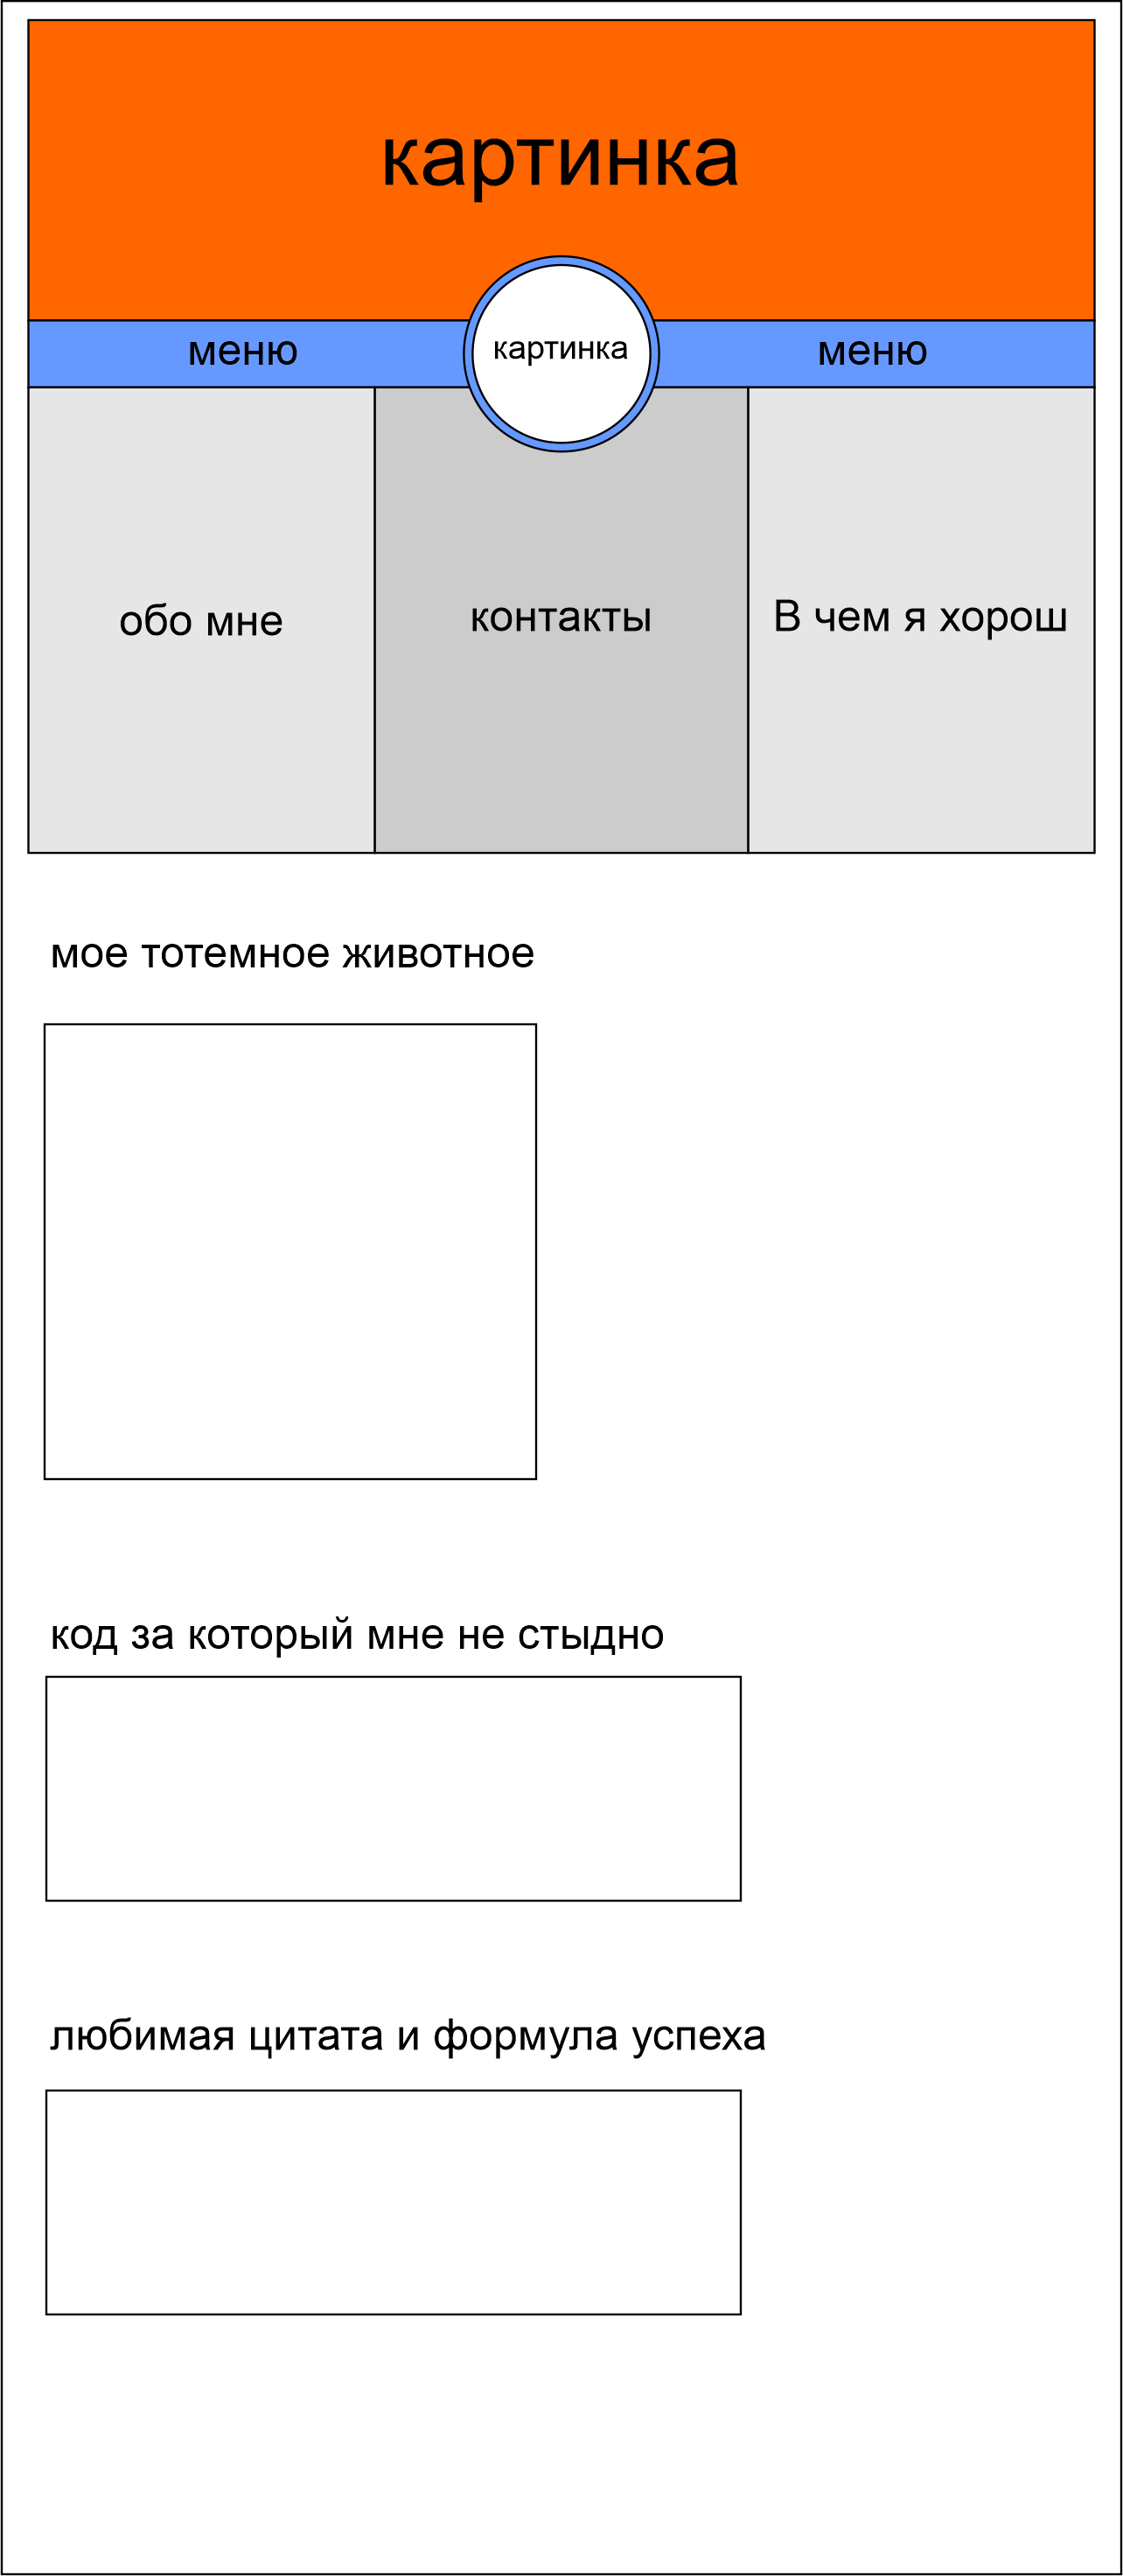 картинка
меню
картинка
меню
обо мне
контакты
В чем я хорош
мое тотемное животное
код за который мне не стыдно
любимая цитата и формула успеха